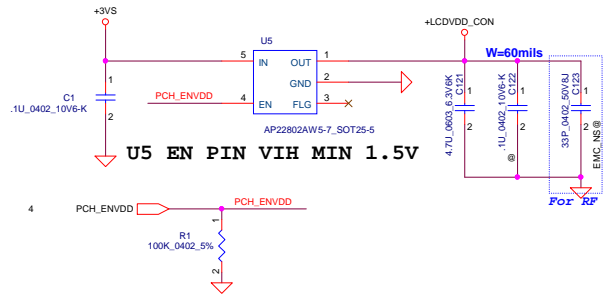 +3VS
U5
+LCDVDD_CON
W=60mils
5
IN
OUT
1
GND
2
PCH_ENVDD
4
EN
FLG
3
AP22802AW5-7_SOT25-5
1
C1
.1U_0402_10V6-K
2
1
C121
4.7U_0603_6.3V6K
2
1
C122
.1U_0402_10V6-K
2
@
1
C123
33P_0402_50V8J
2
EMC_NS@
For RF
U5 EN PIN VIH MIN 1.5V
4
PCH_ENVDD
PCH_ENVDD
1
R1
100K_0402_5%
2